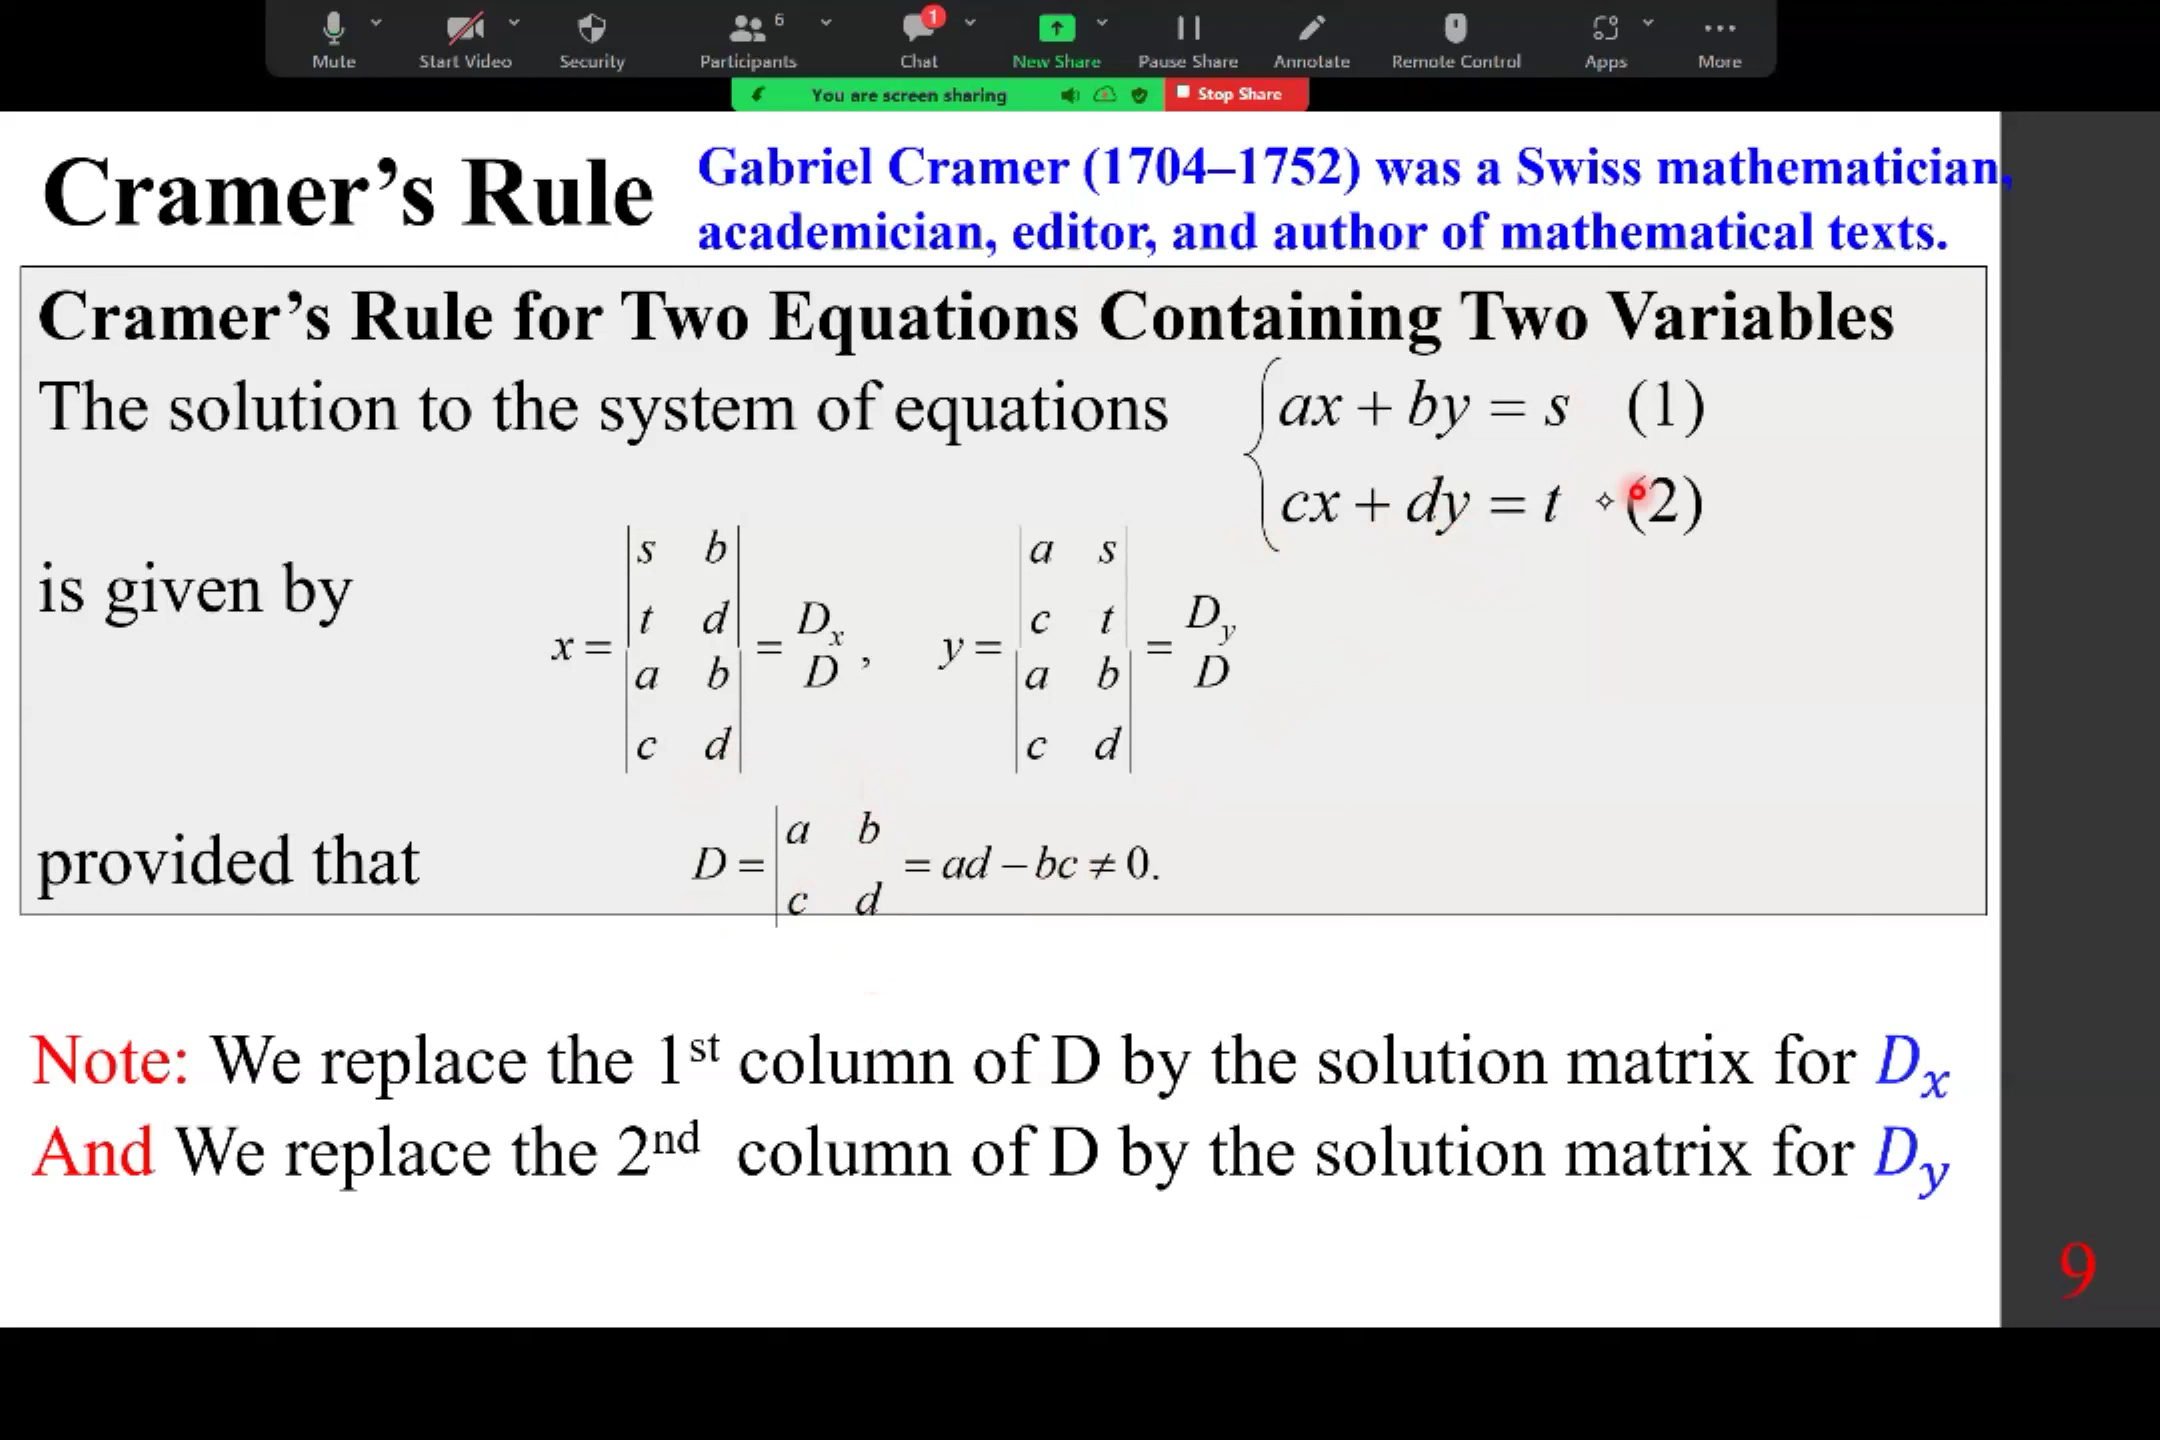 6 1
Mute Start Video Security Participants Chat New Share Pause Share Annotate Remote Control Apps More
You are screen sharing Stop Share
Cramer’s Rule
Gabriel Cramer (1704–1752) was a Swiss mathematician,
academician, editor, and author of mathematical texts.
Cramer’s Rule for Two Equations Containing Two Variables
The solution to the system of equations
ax + by = s (1)
cx + dy = t (2)
is given by
s b
t d
x = = Dx / D ,
a b
c d
a s
c t
y = = Dy / D
a b
c d
provided that
a b
D = = ad – bc ≠ 0.
c d
Note: We replace the 1st column of D by the solution matrix for Dx
And We replace the 2nd column of D by the solution matrix for Dy
9